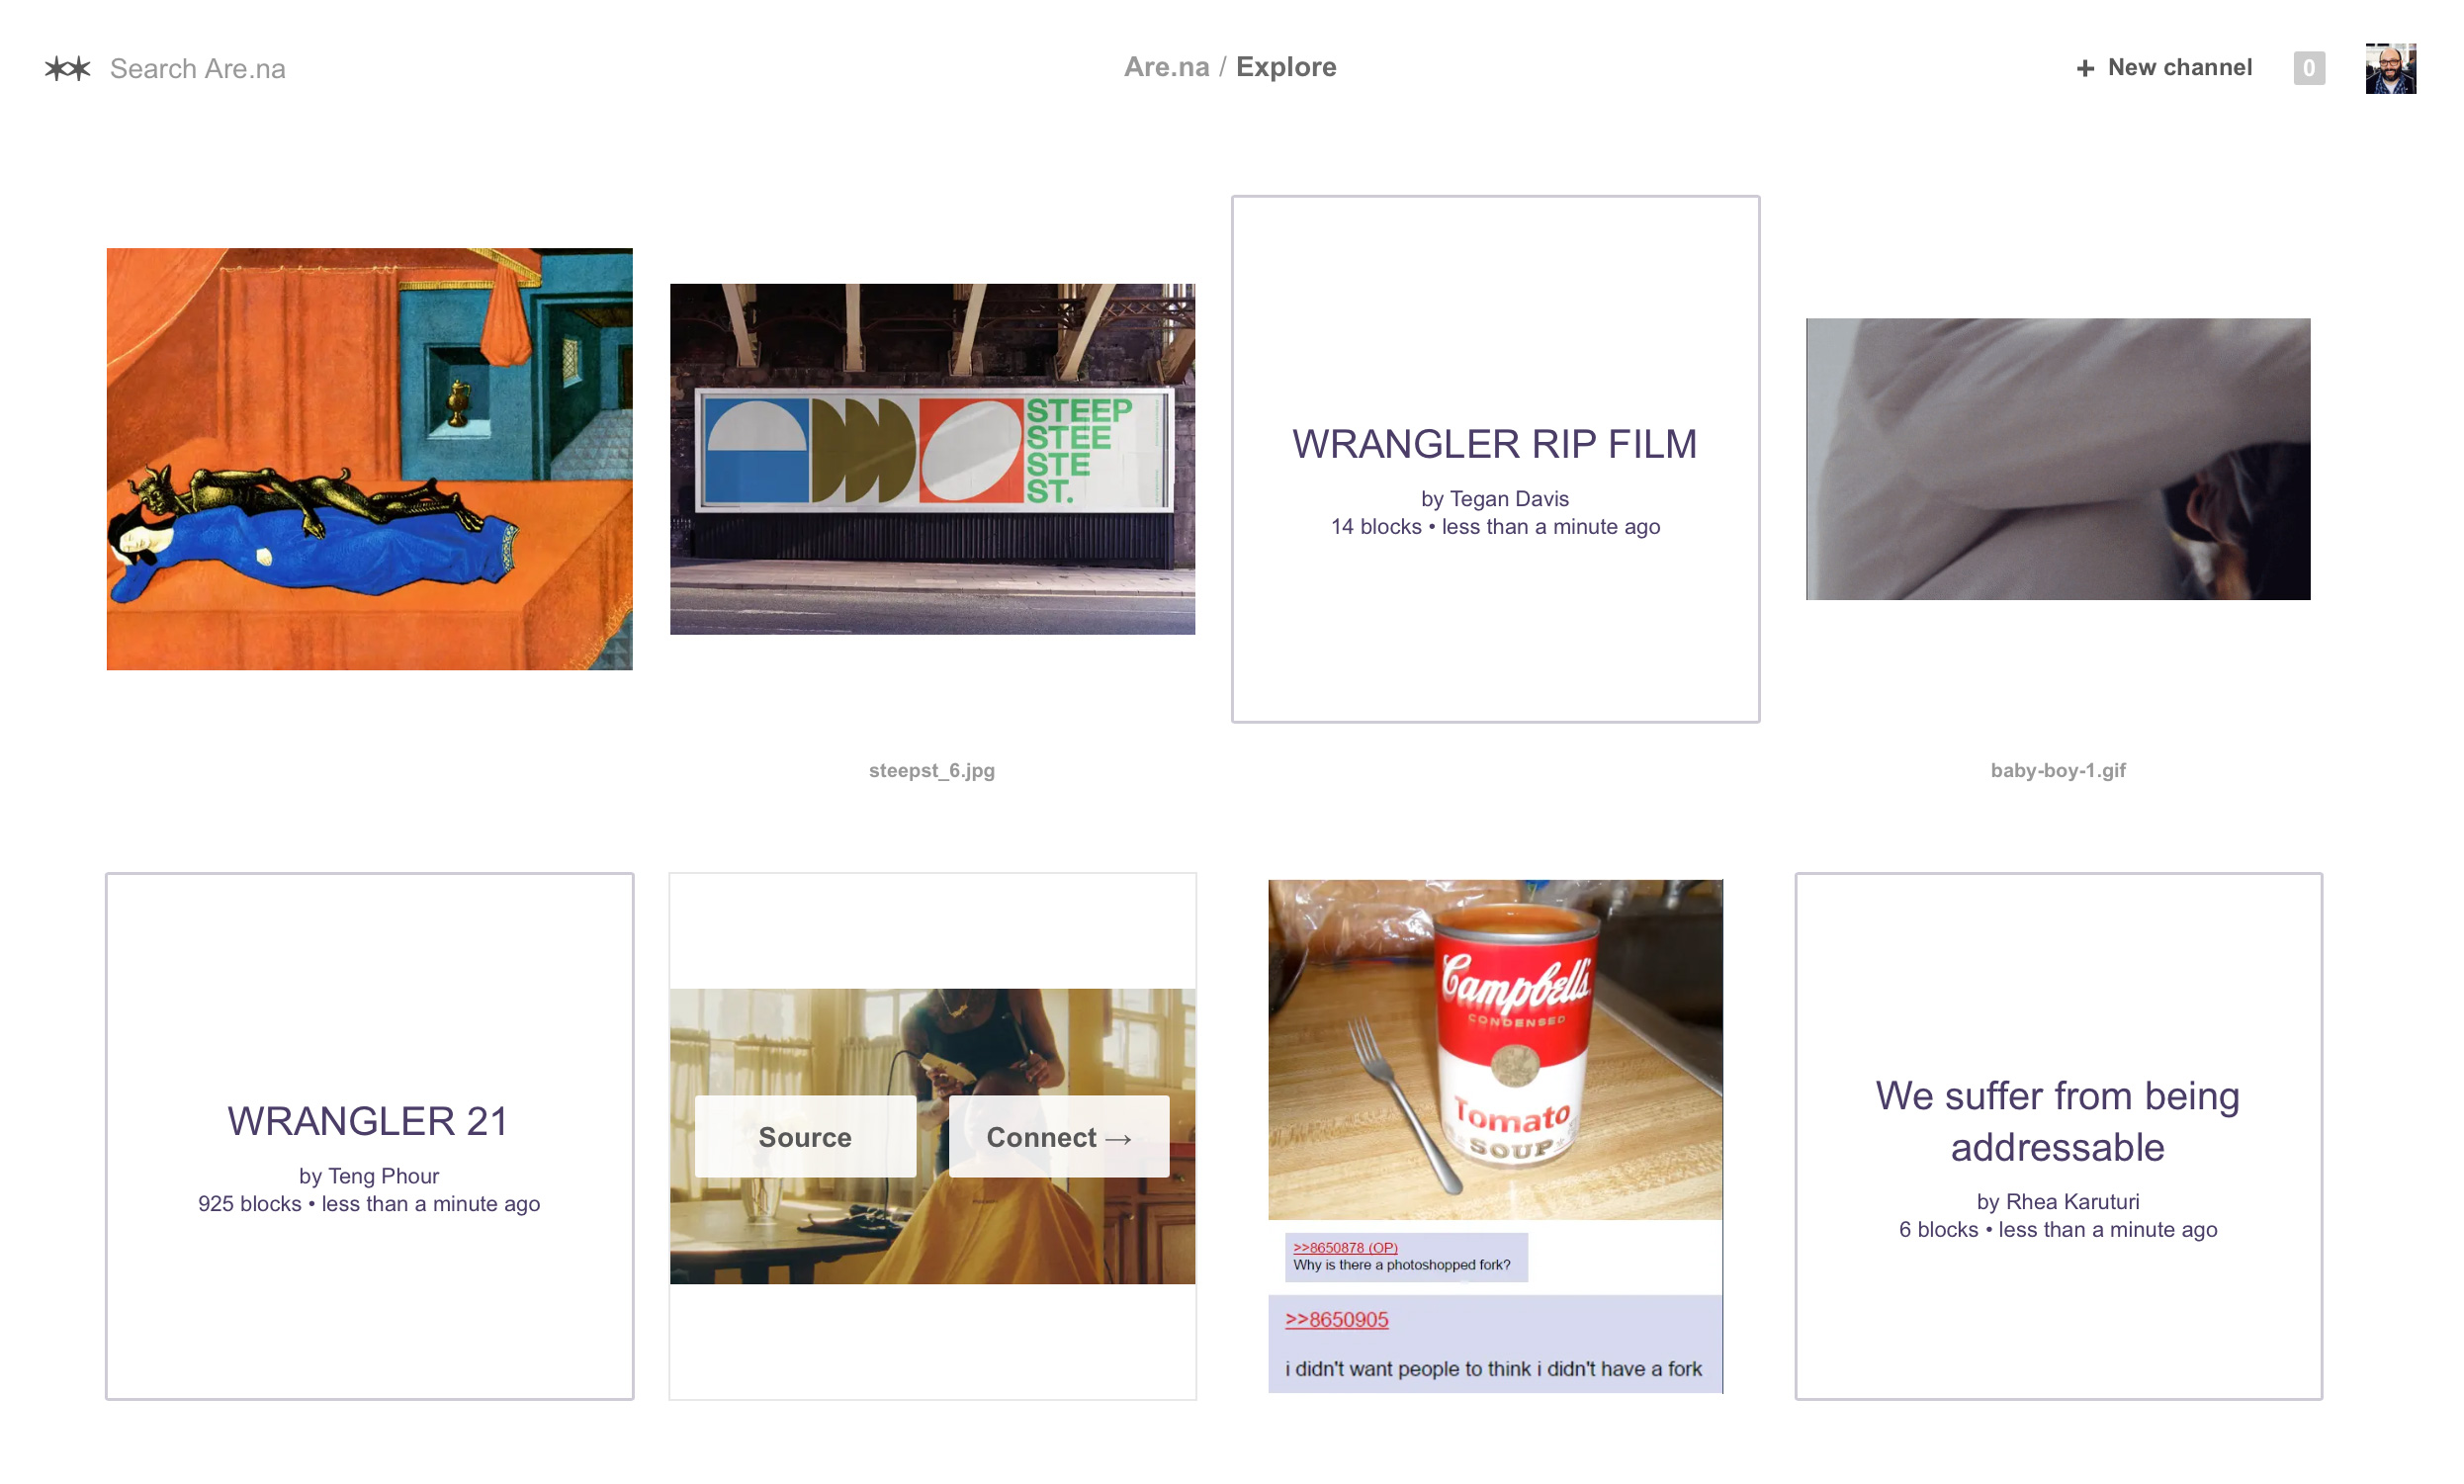 Search Are.na
Are.na / Explore
+ New channel
0
STEEP
STEE
STE
ST.
WRANGLER RIP FILM
by Tegan Davis
14 blocks • less than a minute ago
steepst_6.jpg
baby-boy-1.gif
WRANGLER 21
by Teng Phour
925 blocks • less than a minute ago
Source
Connect →
Campbell's
CONDENSED
Tomato
SOUP
>>8650878 (OP)
Why is there a photoshopped fork?
>>8650905
i didn't want people to think i didn't have a fork
We suffer from being
addressable
by Rhea Karuturi
6 blocks • less than a minute ago